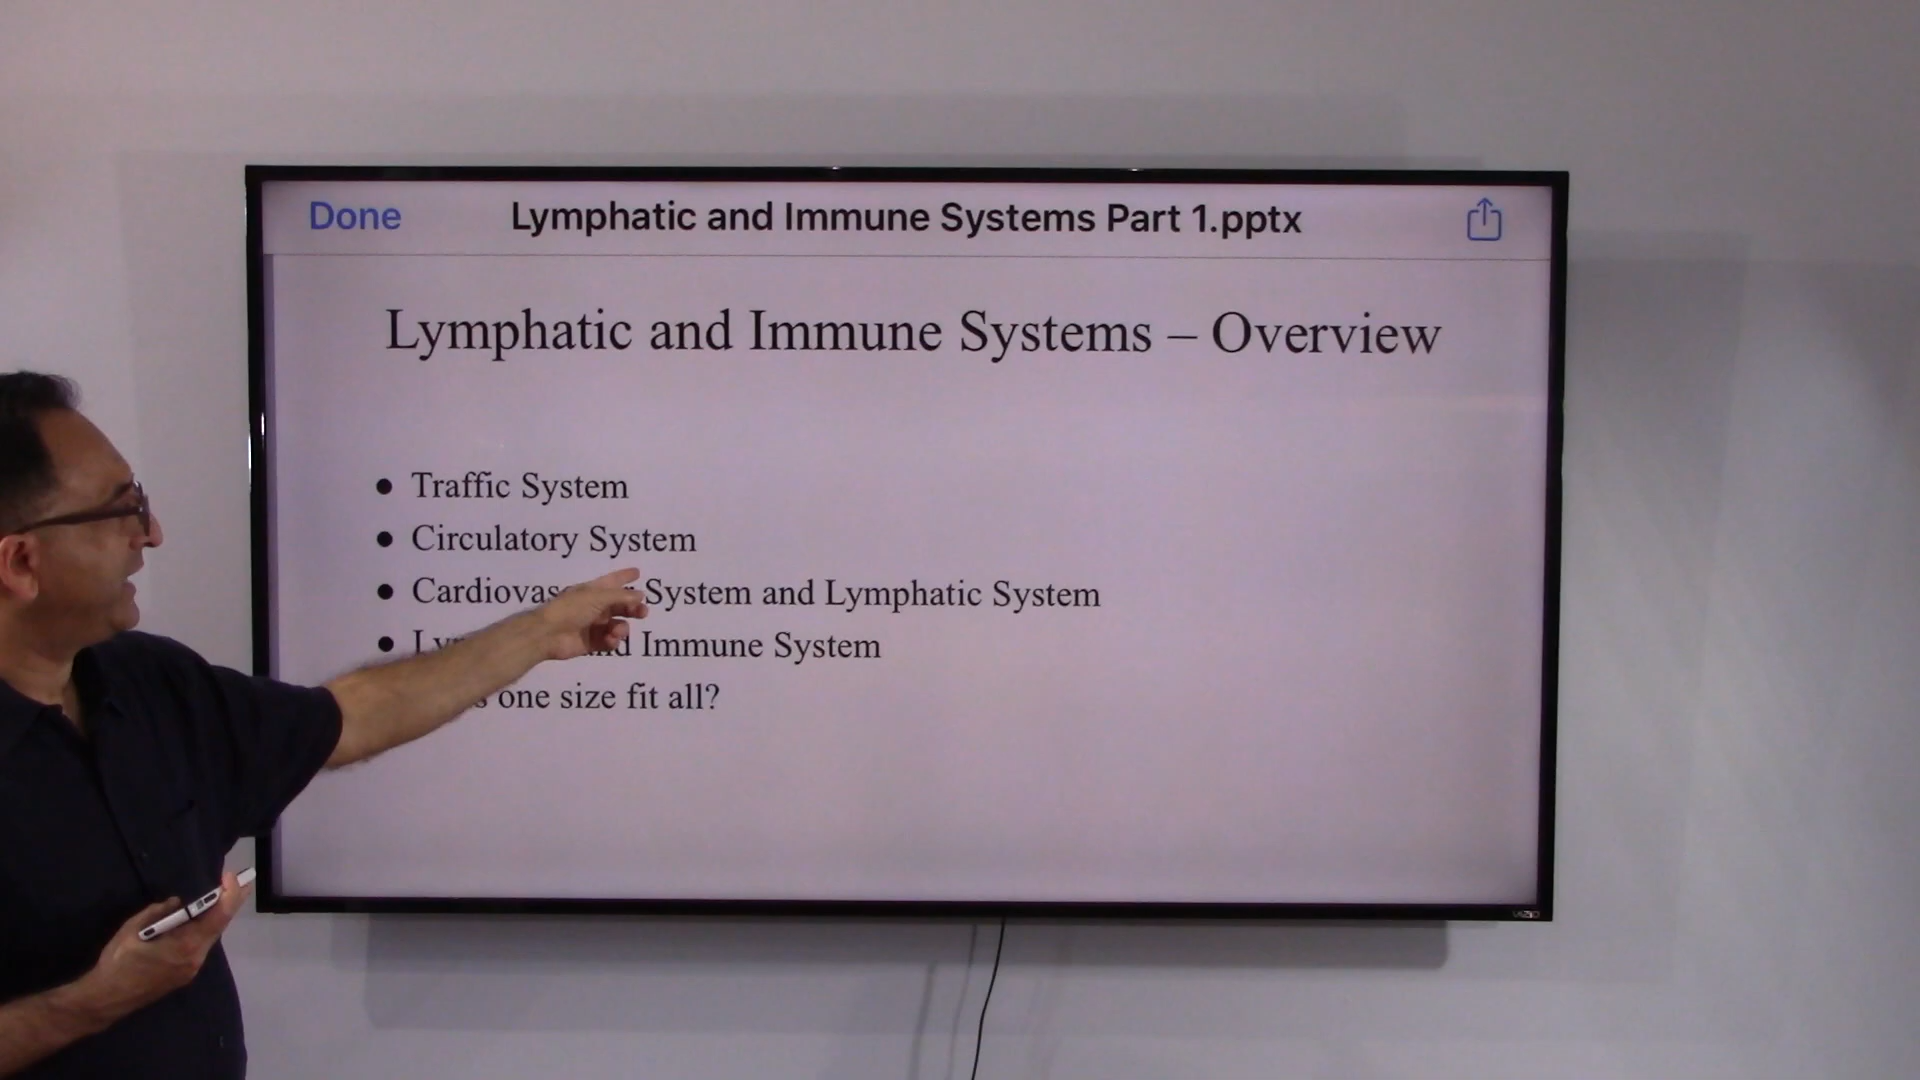 Done Lymphatic and Immune Systems Part 1.pptx
Lymphatic and Immune Systems – Overview
• Traffic System
• Circulatory System
• System and Lymphatic System
• Immune System
one size fit all?
VIZIO